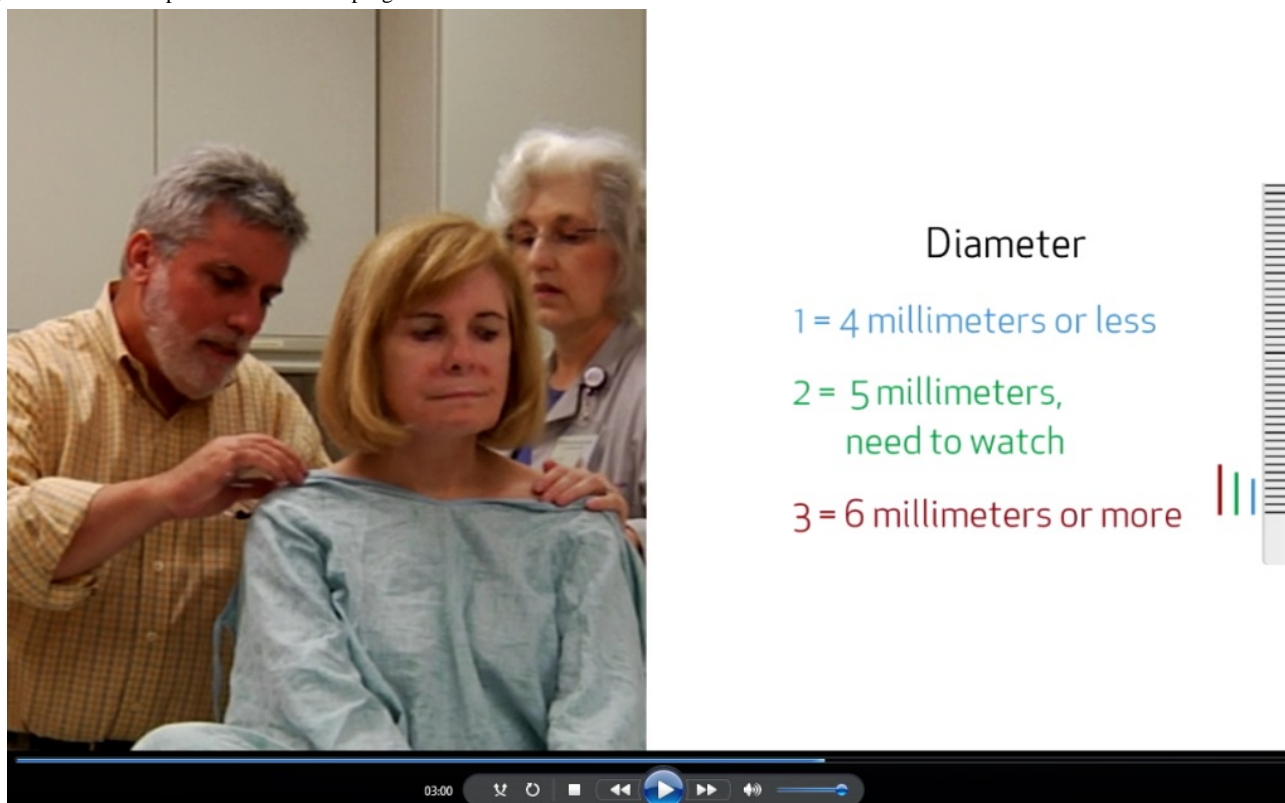 Diameter
1 = 4 millimeters or less
2 = 5 millimeters,
need to watch
3 = 6 millimeters or more
03:00